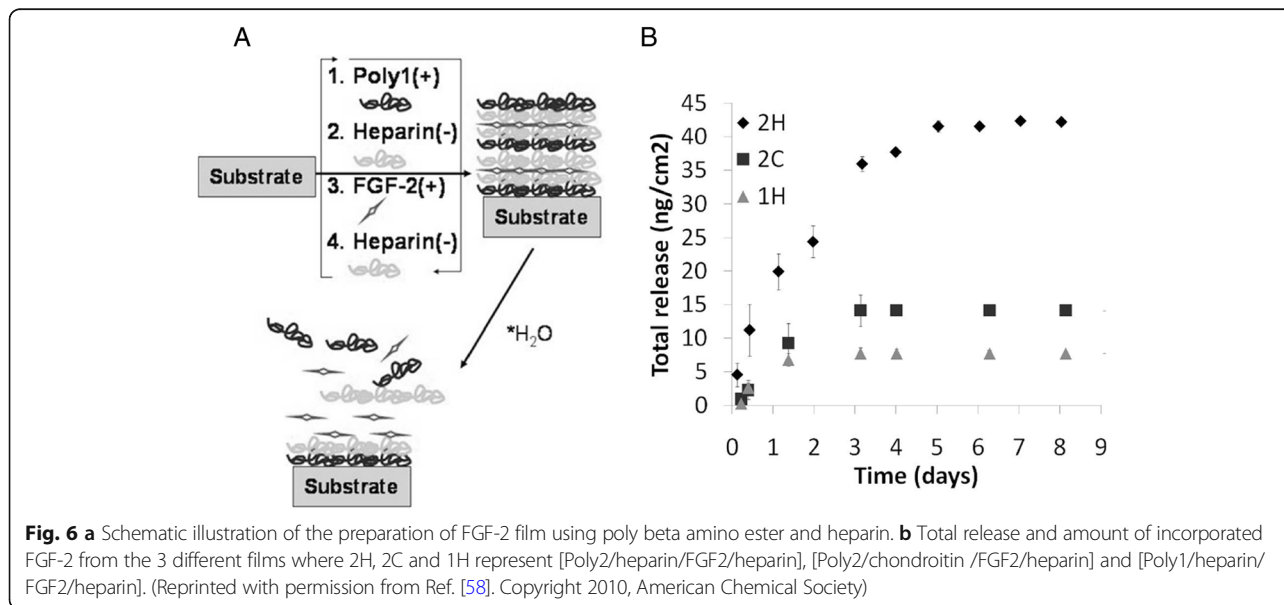 A
1. Poly1(+)
2. Heparin(-)
3. FGF-2(+)
4. Heparin(-)
Substrate
Substrate
*H₂O
Substrate
B
Total release (ng/cm2)
45
40
35
30
25
20
15
10
5
0
2H
2C
1H
0 1 2 3 4 5 6 7 8 9
Time (days)
Fig. 6 a Schematic illustration of the preparation of FGF-2 film using poly beta amino ester and heparin. b Total release and amount of incorporated
FGF-2 from the 3 different films where 2H, 2C and 1H represent [Poly2/heparin/FGF2/heparin], [Poly2/chondroitin /FGF2/heparin] and [Poly1/heparin/
FGF2/heparin]. (Reprinted with permission from Ref. [58]. Copyright 2010, American Chemical Society)